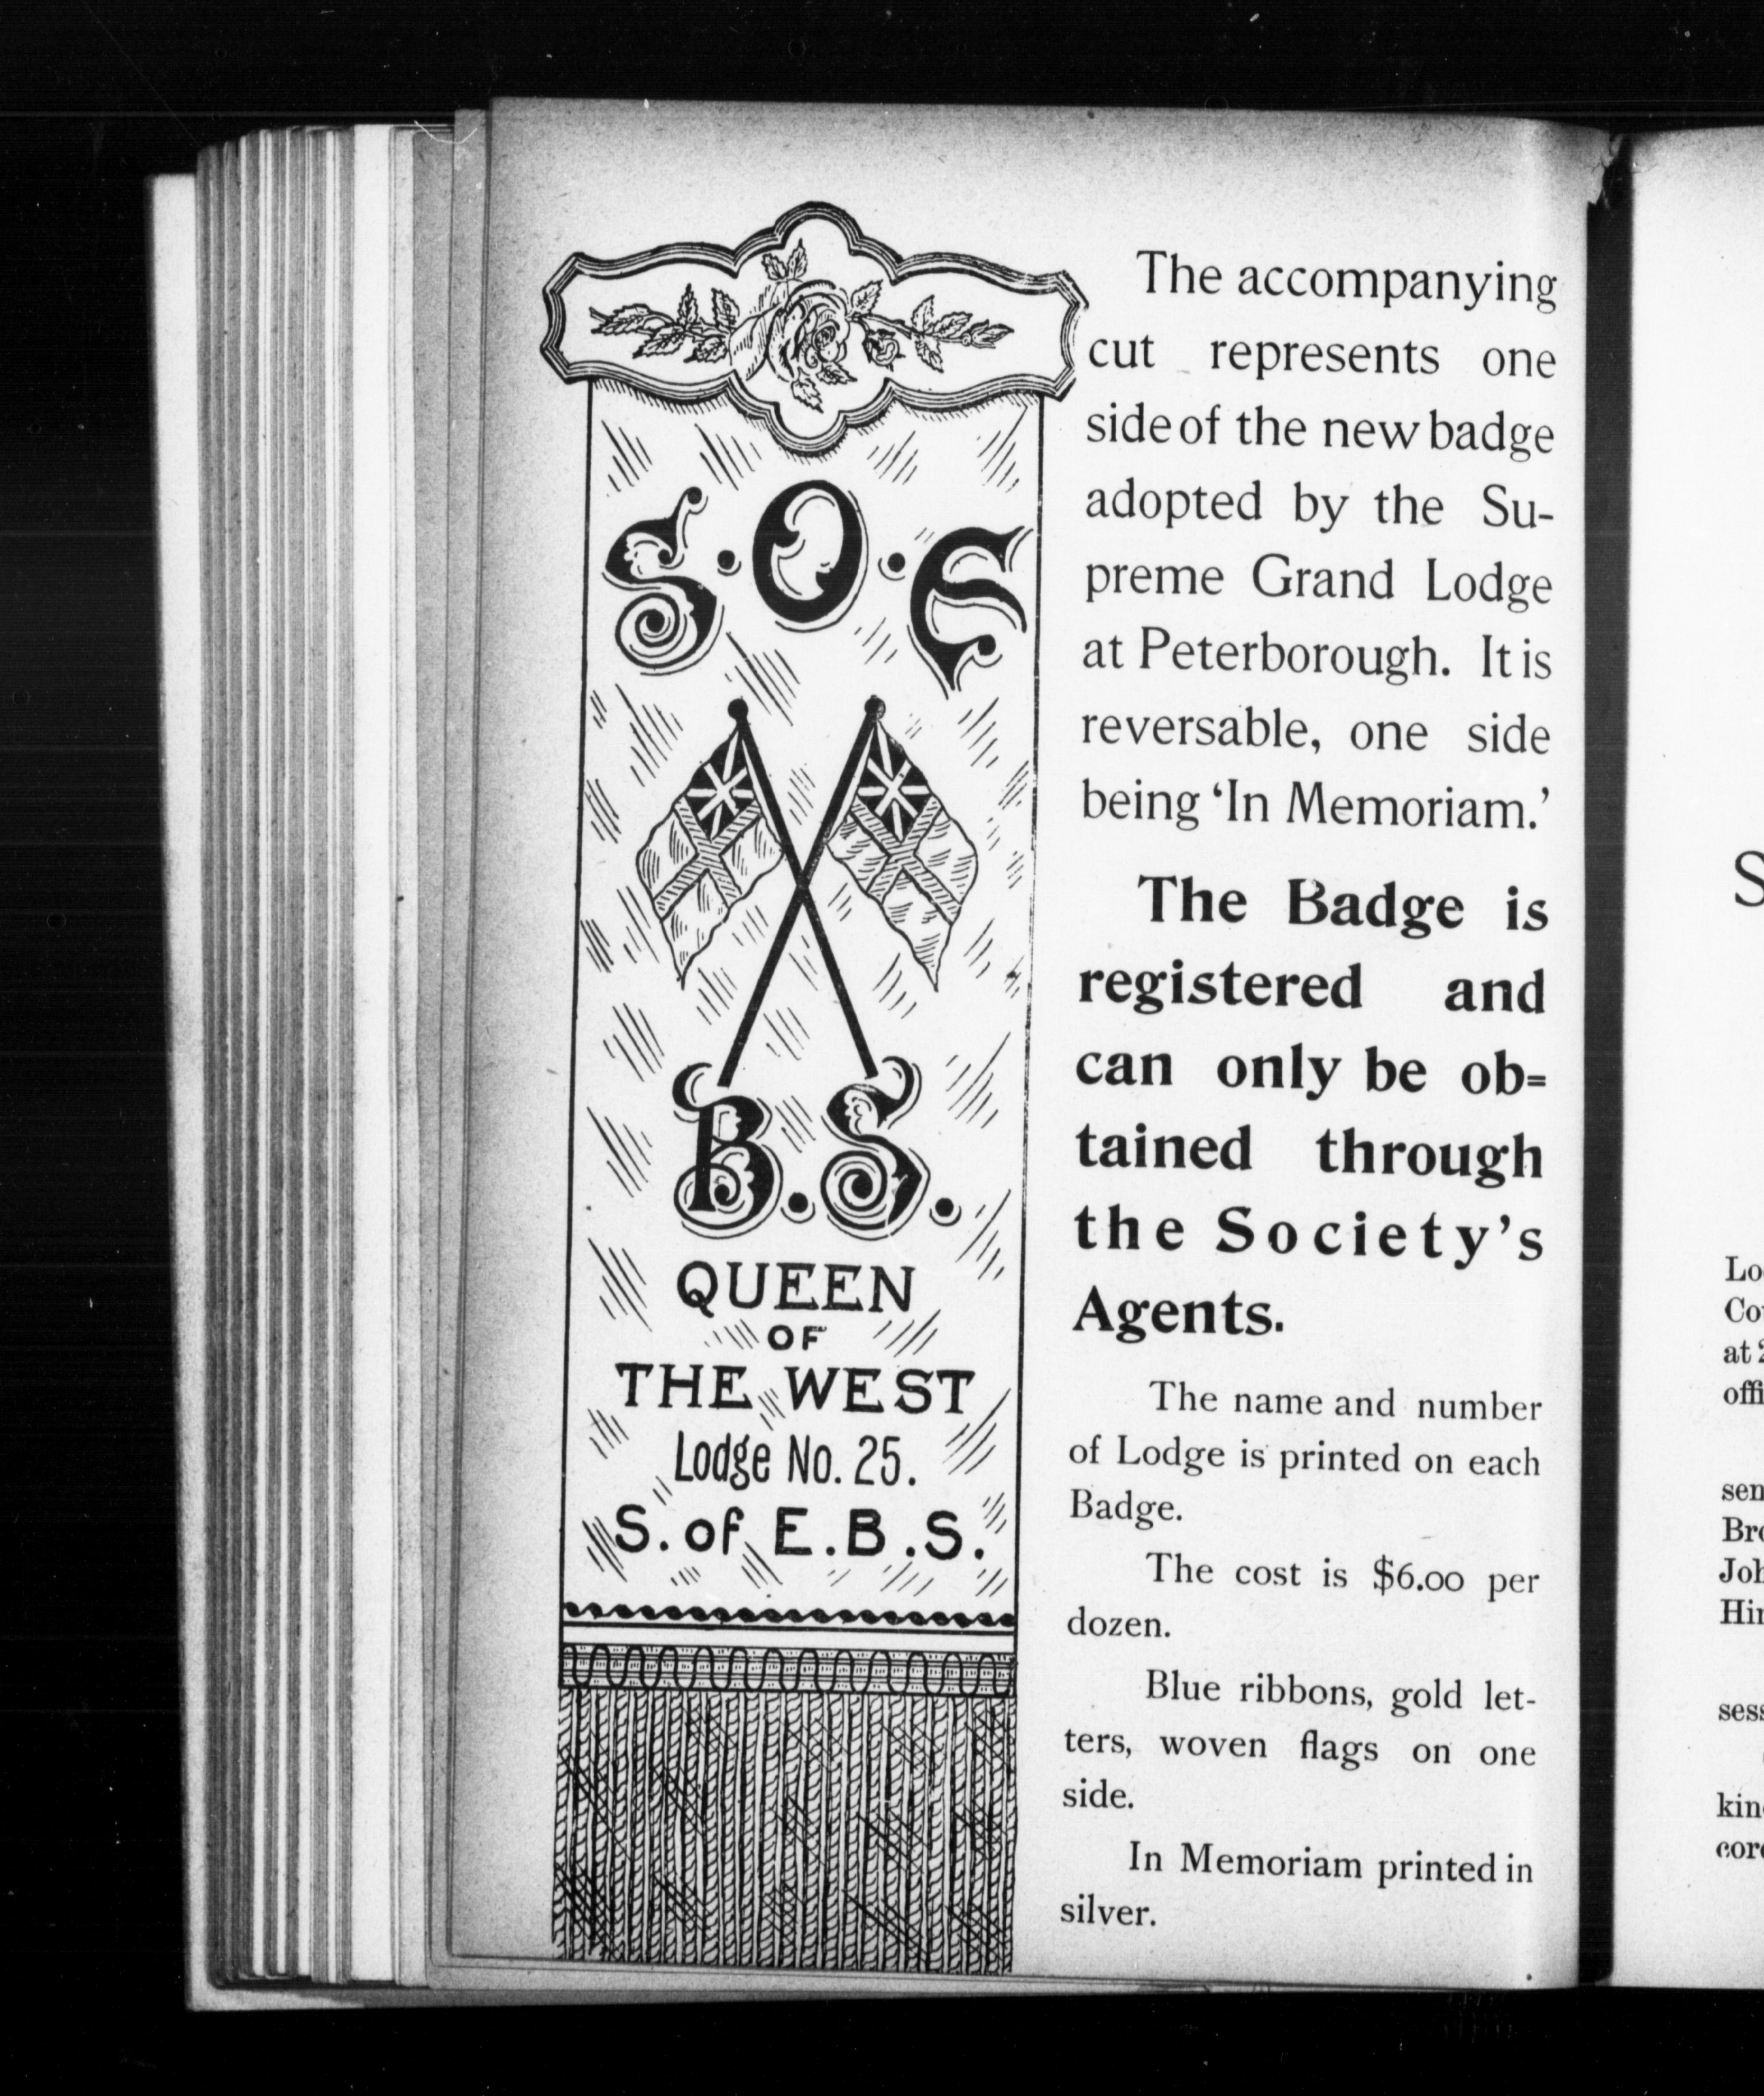 S.O.E
B.S.
QUEEN
OF
THE WEST
Lodge No. 25.
S. of E.B.S.
The accompanying
cut represents one
side of the new badge
adopted by the Su-
preme Grand Lodge
at Peterborough. It is
reversable, one side
being 'In Memoriam.'
The Badge is
registered and
can only be ob-
tained through
the Society's
Agents.
The name and number
of Lodge is printed on each
Badge.
The cost is $6.00 per
dozen.
Blue ribbons, gold let-
ters, woven flags on one
side.
In Memoriam printed in
silver.